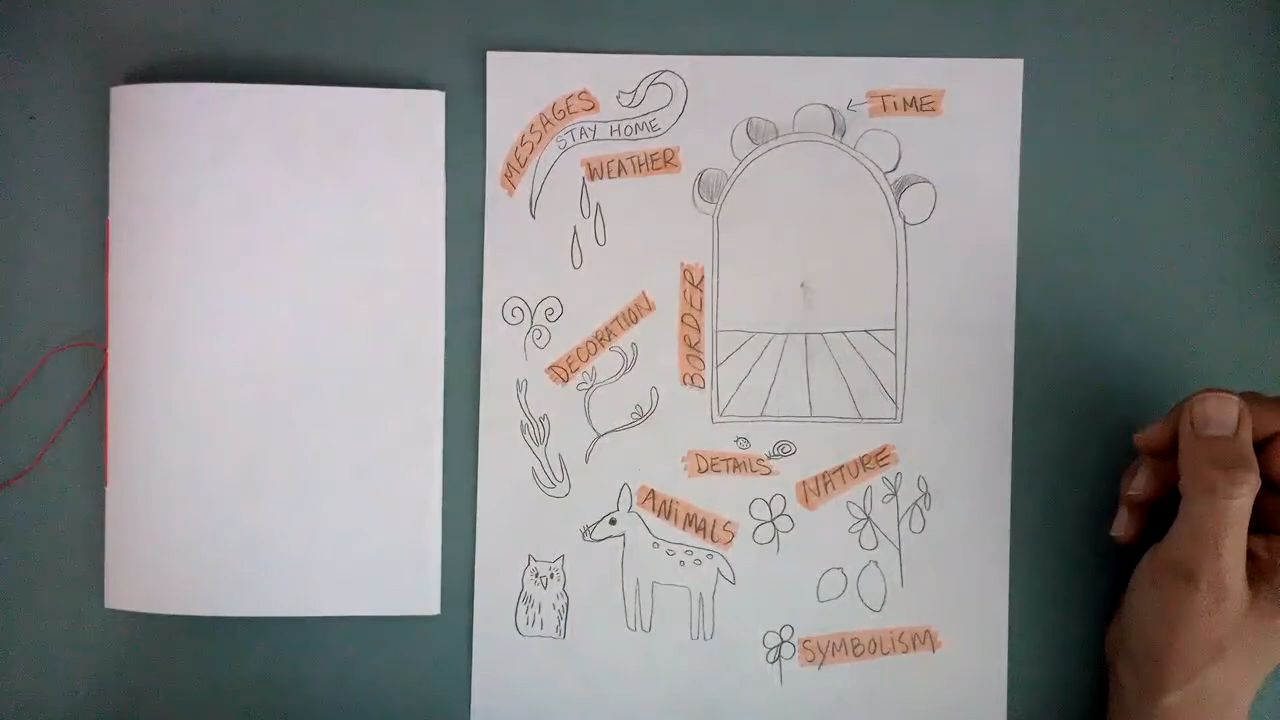 MESSAGES
STAY HOME
TIME
WEATHER
DECORATION
BORDER
DETAILS
NATURE
ANIMALS
SYMBOLISM